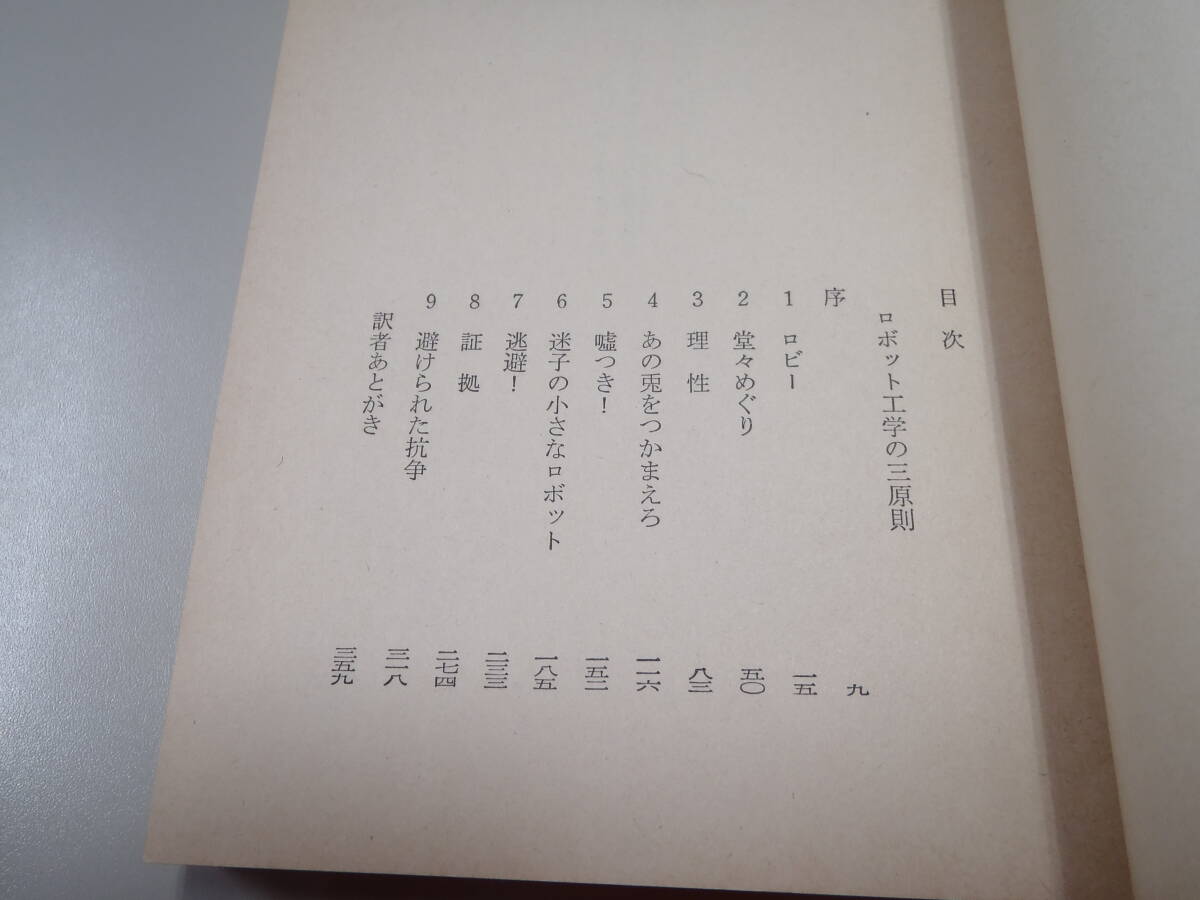 目次
ロボット工学の三原則
序 九
1 ロビー 一五
2 堂々めぐり 五〇
3 理性 八三
4 あの兎をつかまえろ 一一六
5 嘘つき! 一五二
6 迷子の小さなロボット 一八五
7 逃避! 二三三
8 証拠 二七四
9 避けられた抗争 三一八
訳者あとがき 三五九